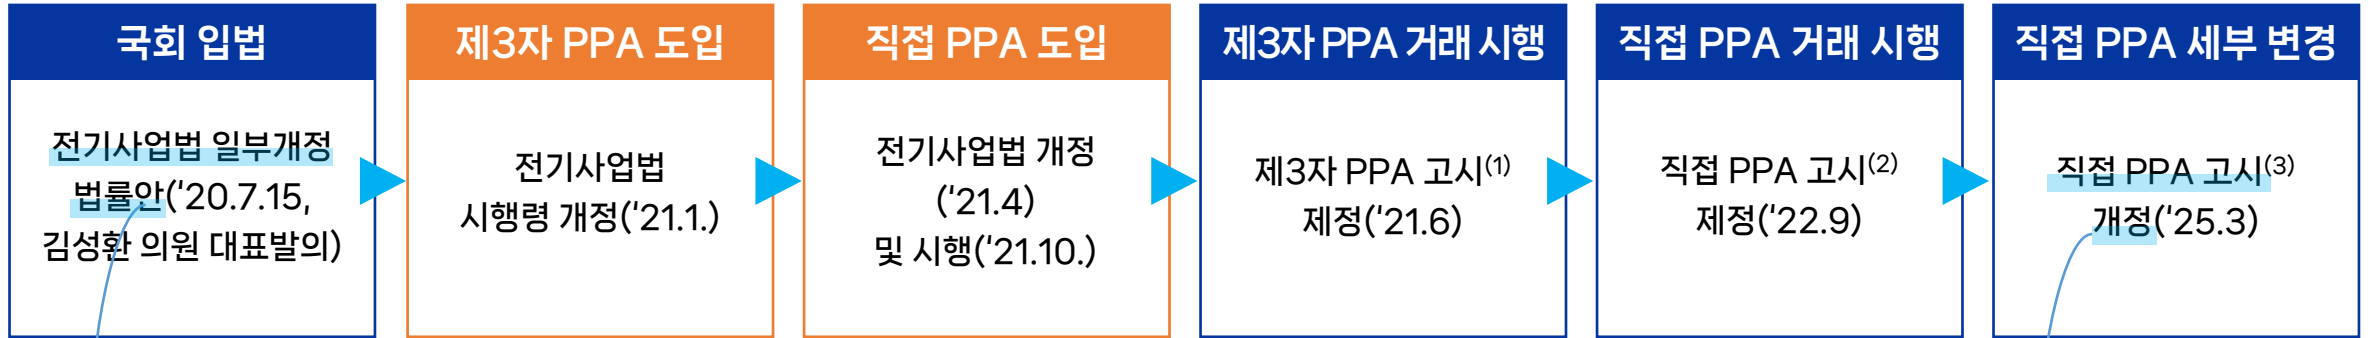 국회 입법
전기사업법 일부개정
법률안(‘20.7.15,
김성환 의원 대표발의)
제3자 PPA 도입
전기사업법
시행령 개정(‘21.1.)
직접 PPA 도입
전기사업법 개정
(‘21.4)
및 시행(‘21.10.)
제3자 PPA 거래 시행
제3자 PPA 고시(1)
제정(‘21.6)
직접 PPA 거래 시행
직접 PPA 고시(2)
제정(‘22.9)
직접 PPA 세부 변경
직접 PPA 고시(3)
개정(‘25.3)